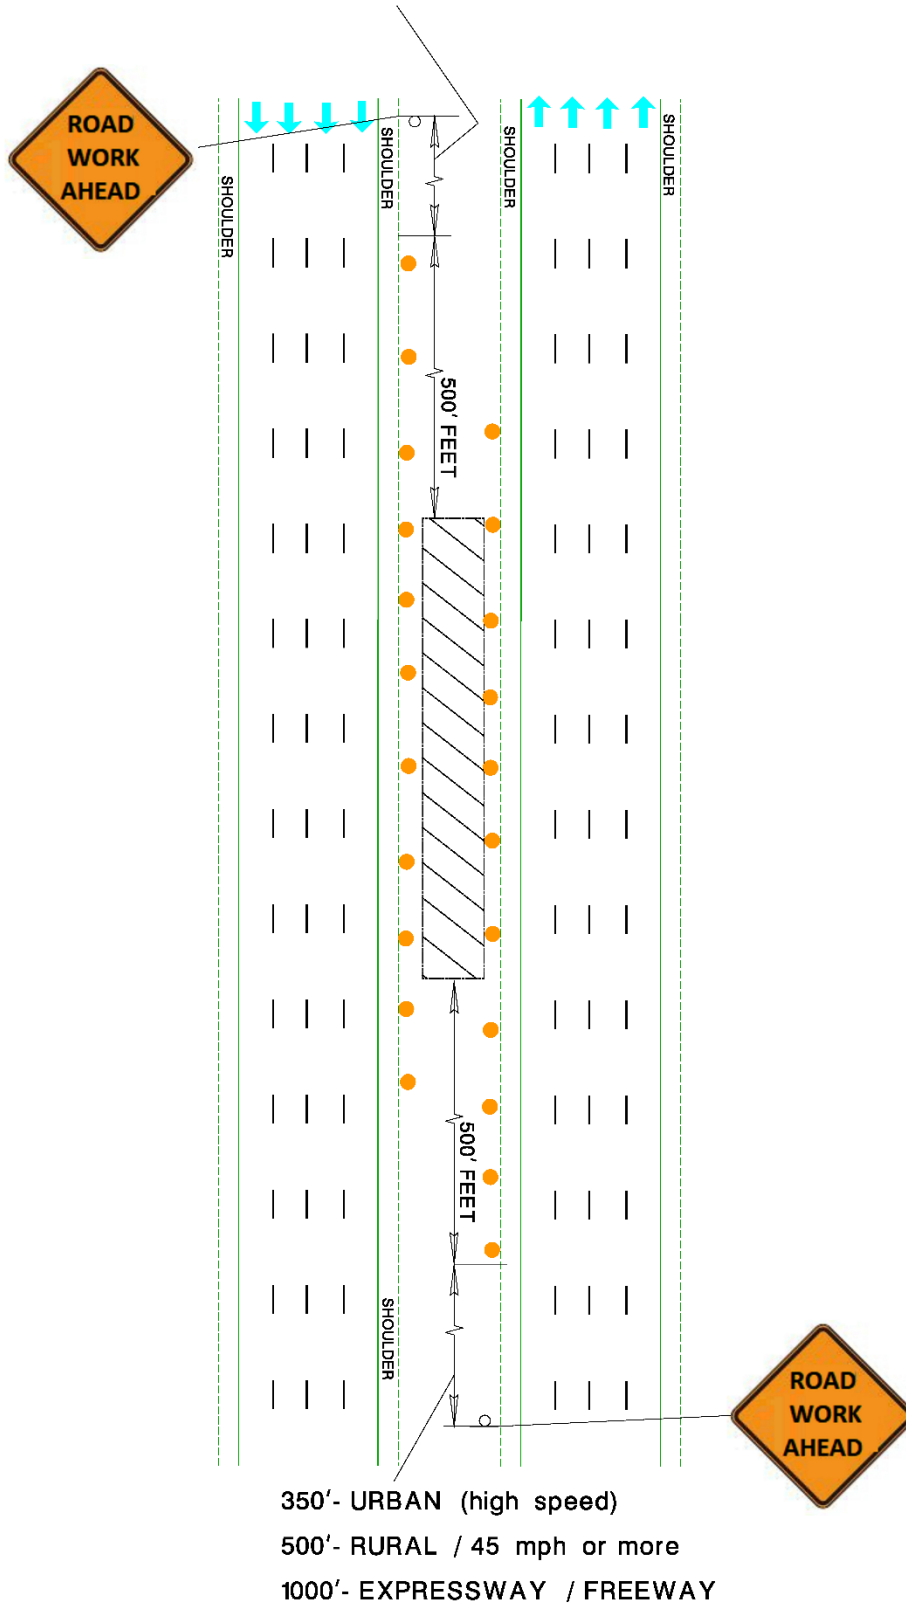 ROAD
WORK
AHEAD
SHOULDER
SHOULDER
SHOULDER
SHOULDER
500' FEET
500' FEET
SHOULDER
ROAD
WORK
AHEAD
350'- URBAN (high speed)
500'- RURAL / 45 mph or more
1000'- EXPRESSWAY / FREEWAY